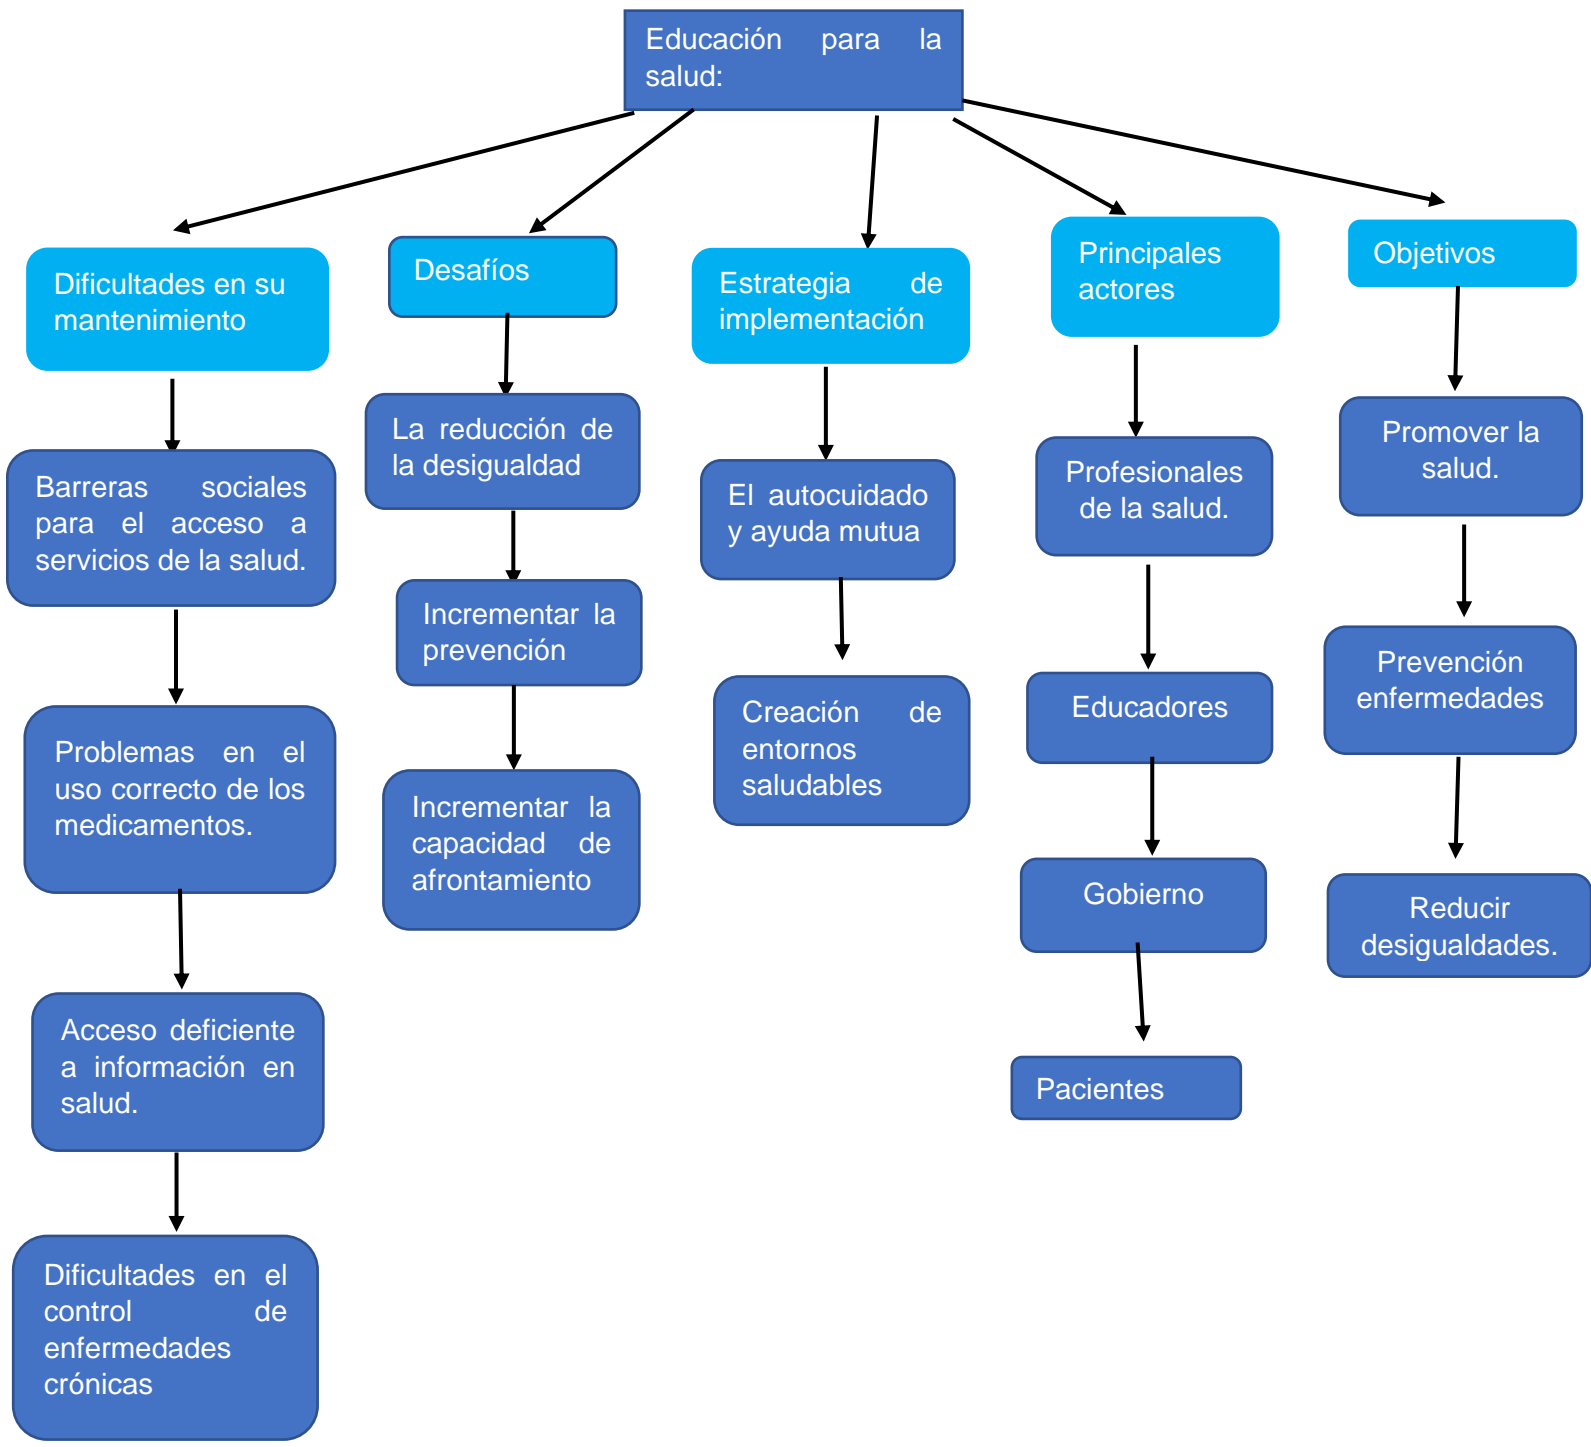 Educación para la
salud:
Dificultades en su
mantenimiento
Barreras sociales
para el acceso a
servicios de la salud.
Problemas en el
uso correcto de los
medicamentos.
Acceso deficiente
a información en
salud.
Dificultades en el
control de
enfermedades
crónicas
Desafíos
La reducción de
la desigualdad
Incrementar la
prevención
Incrementar la
capacidad de
afrontamiento
Estrategia de
implementación
El autocuidado
y ayuda mutua
Creación de
entornos
saludables
Principales
actores
Profesionales
de la salud.
Educadores
Gobierno
Pacientes
Objetivos
Promover la
salud.
Prevención
enfermedades
Reducir
desigualdades.